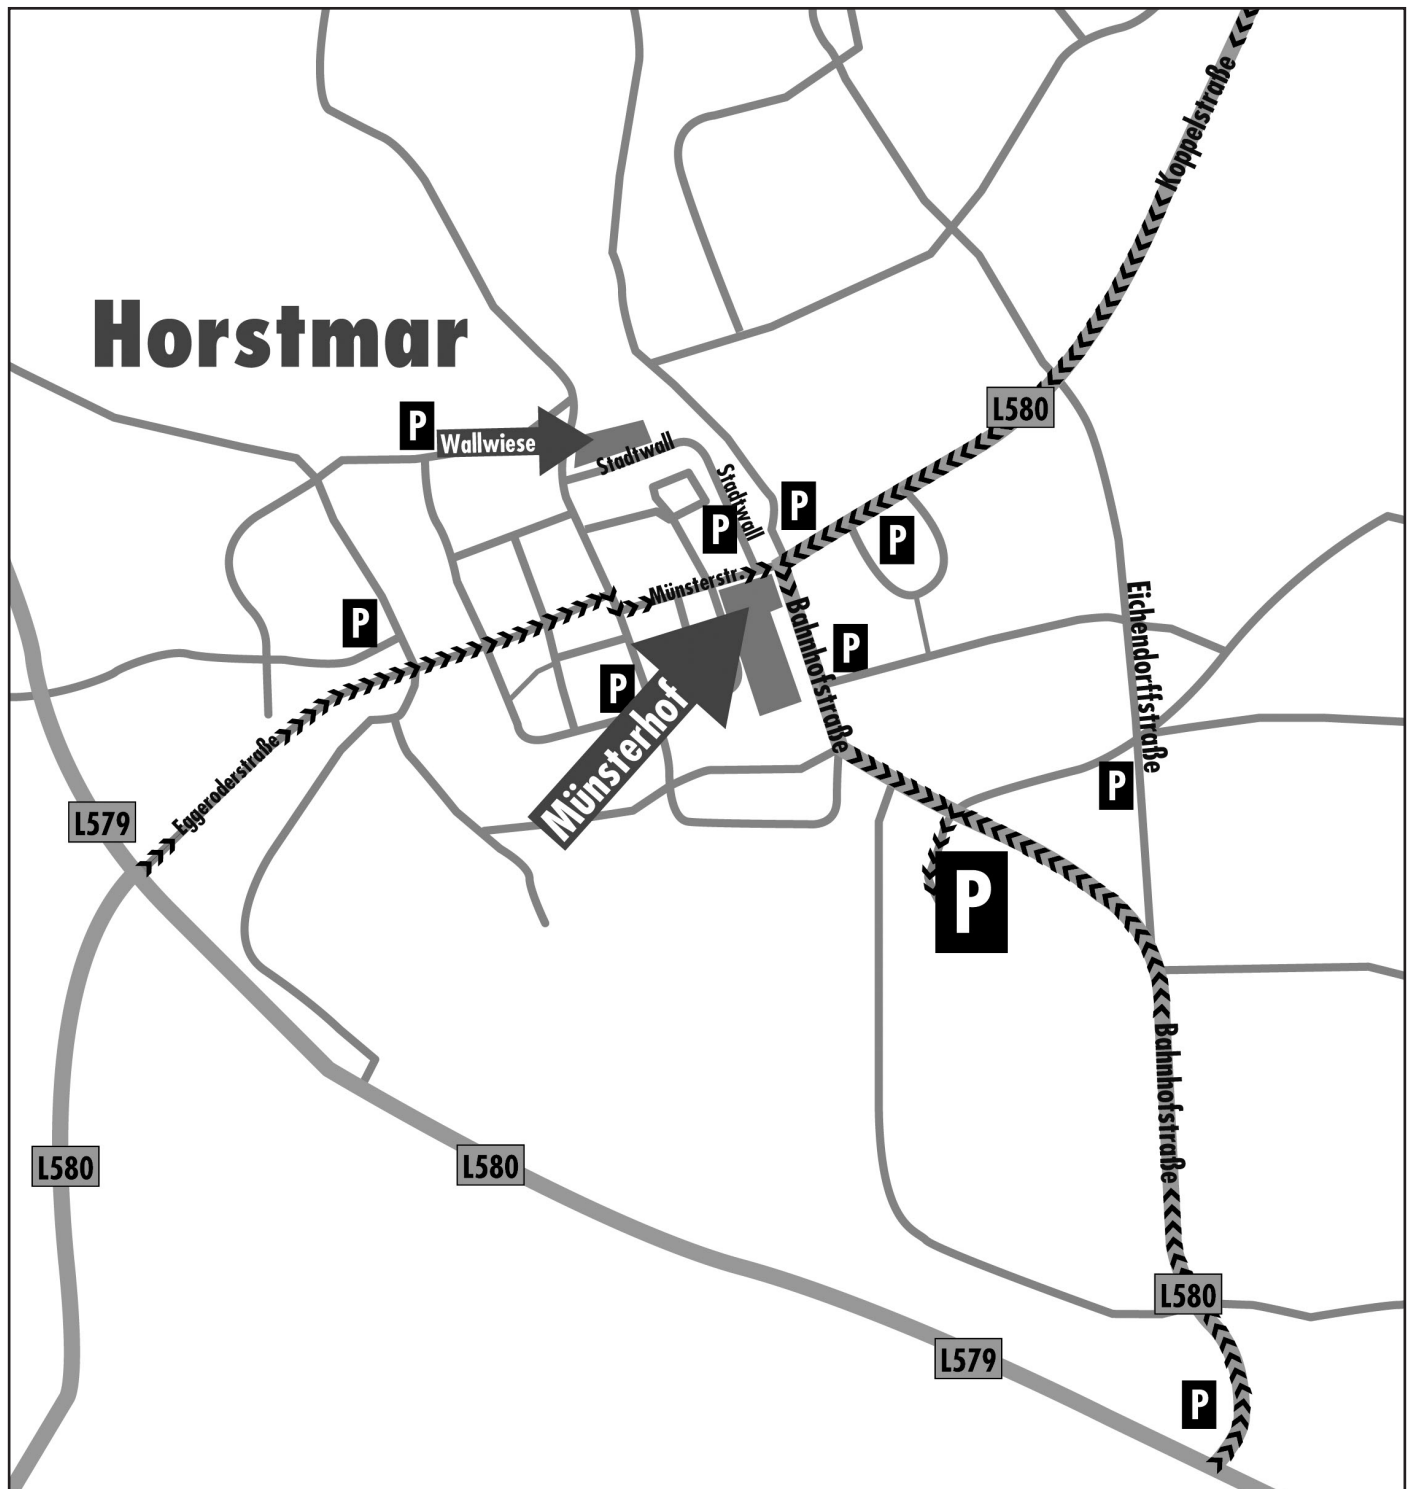 Koppelstraße
Horstmar
L580
P
Wallwiese
Stadtwall
Stadtwall
P
P
P
Münsterstr.
P
Bahnhofstraße
P
Eichendorffstraße
P
Münsterhof
Eggeroderstraße
L579
P
P
Bahnhofstraße
L580
L580
L580
L579
P